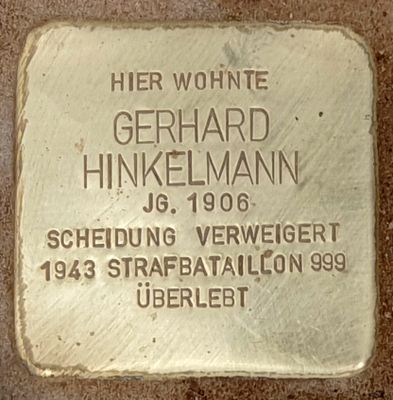 HIER WOHNTE
GERHARD
HINKELMANN
JG. 1906
SCHEIDUNG VERWEIGERT
1943 STRAFBATAILLON 999
ÜBERLEBT